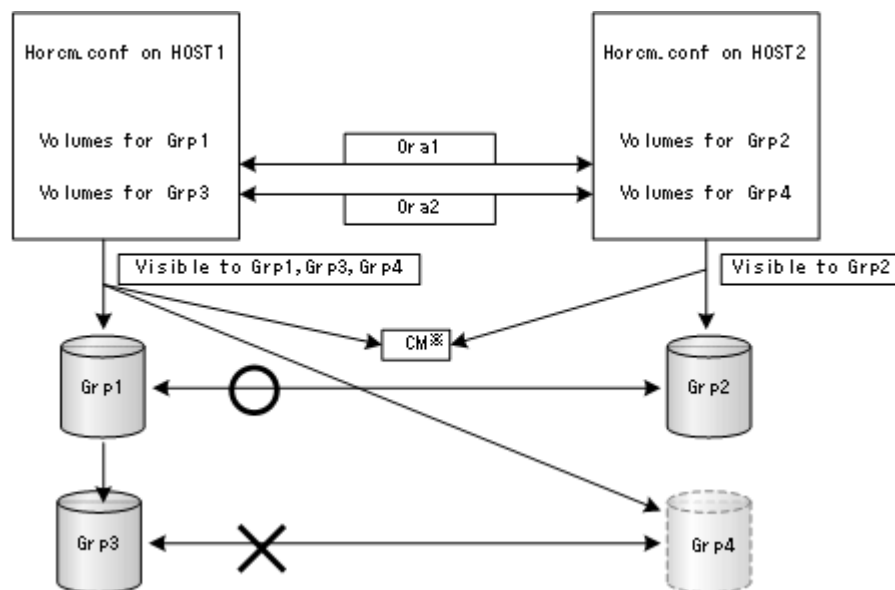 Horcm.conf on HOST1
Horcm.conf on HOST2
Volumes for Grp1
Ora1
Volumes for Grp2
Volumes for Grp3
Ora2
Volumes for Grp4
Visible to Grp1,Grp3,Grp4
Visible to Grp2
CM※
Grp1
Grp2
Grp3
Grp4